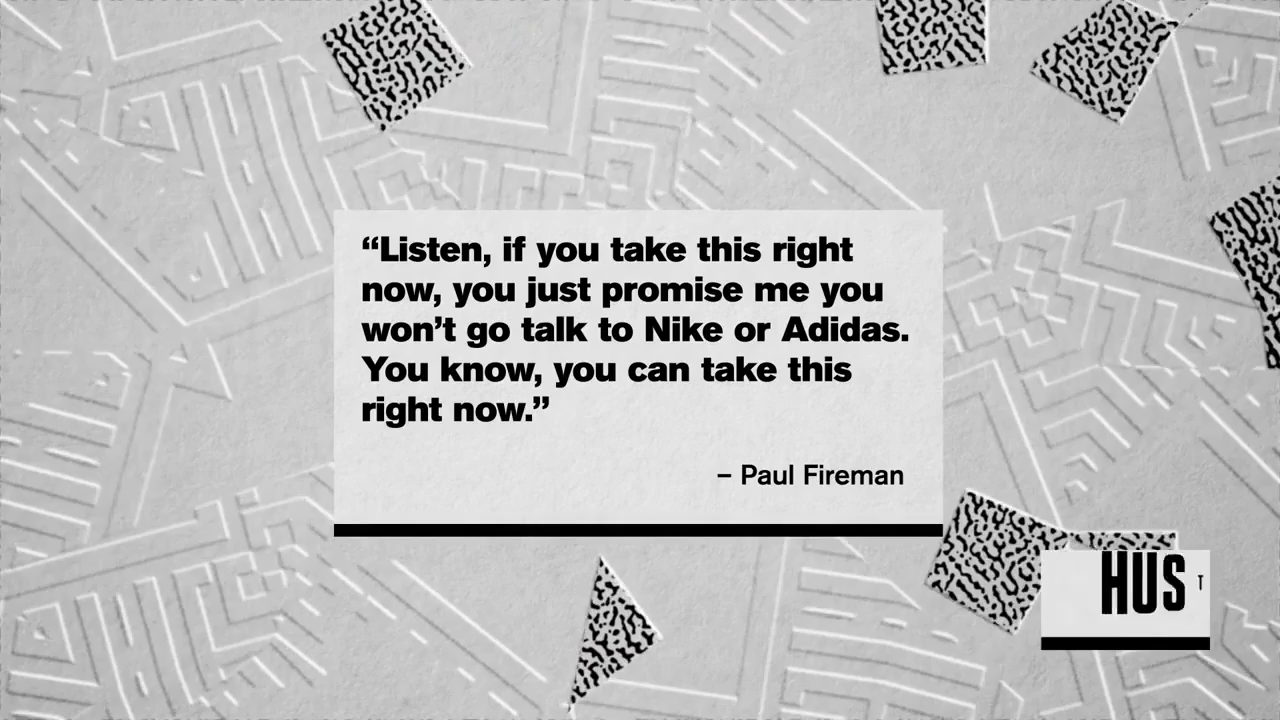 “Listen, if you take this right
now, you just promise me you
won’t go talk to Nike or Adidas.
You know, you can take this
right now.”
– Paul Fireman
HUS T